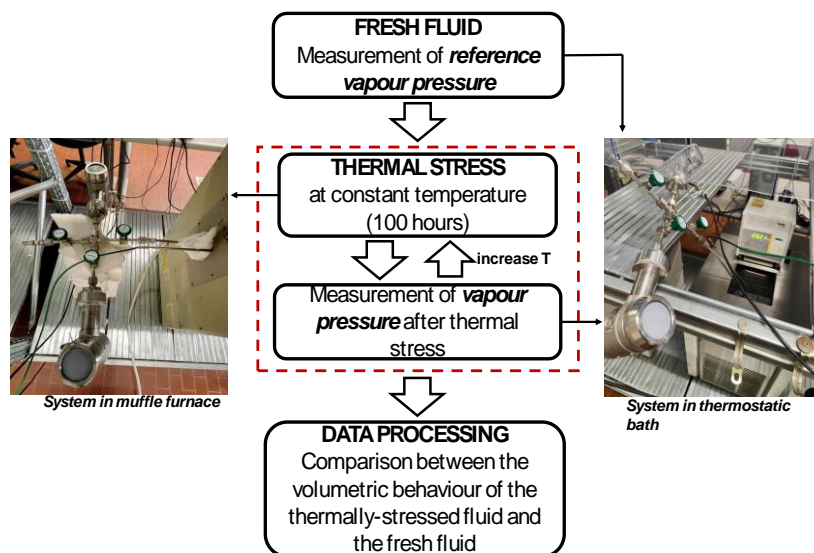 FRESH FLUID
Measurement of reference
vapour pressure
THERMAL STRESS
at constant temperature
(100 hours)
increase T
Measurement of vapour
pressure after thermal
stress
System in muffle furnace
System in thermostatic
bath
DATA PROCESSING
Comparison between the
volumetric behaviour of the
thermally-stressed fluid and
the fresh fluid